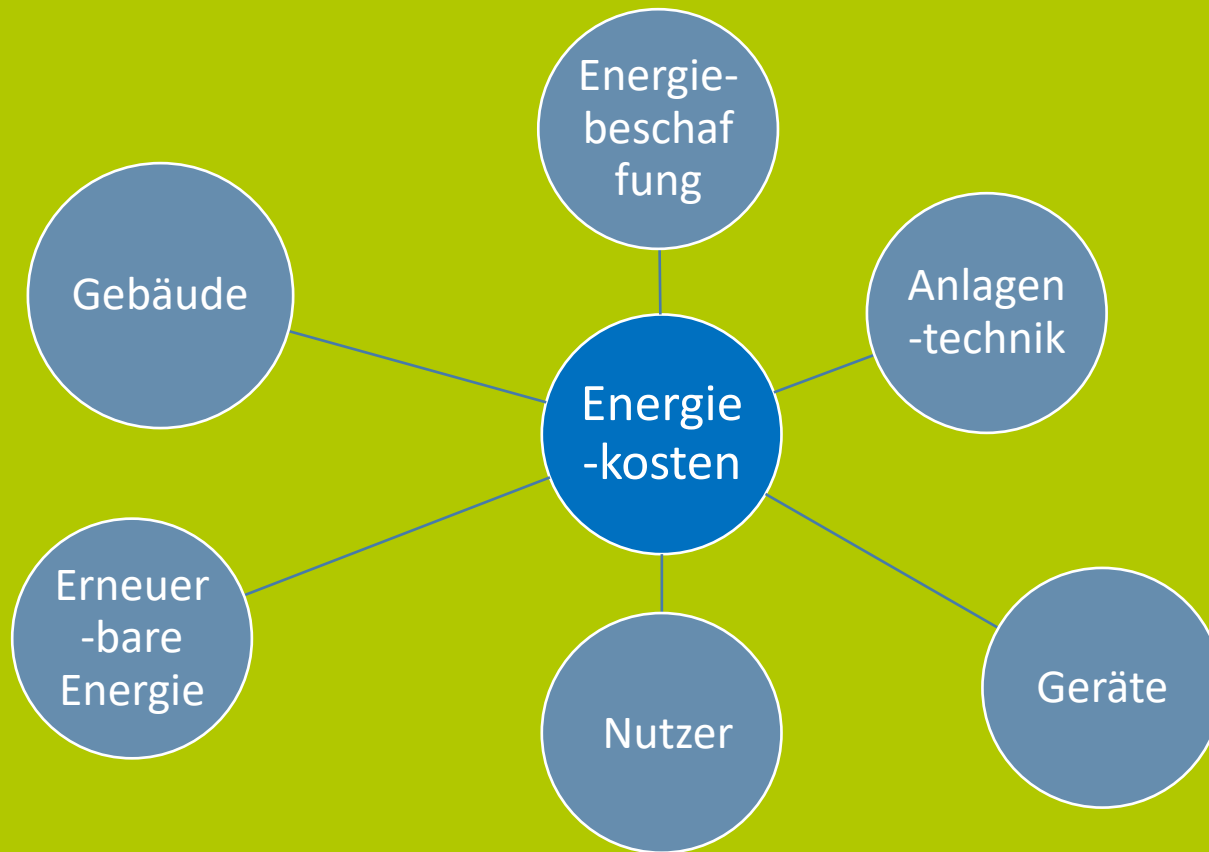 Energie-
beschaf
fung
Gebäude
Anlagen
-technik
Energie
-kosten
Erneuer
-bare
Energie
Nutzer
Geräte